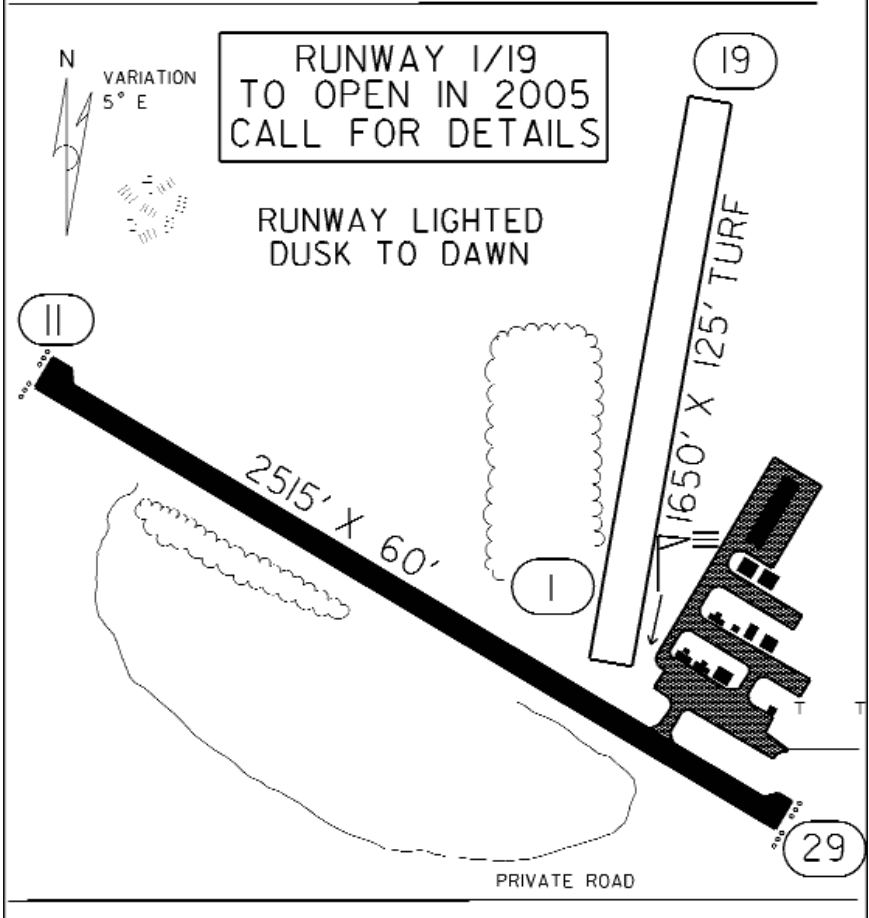 N
VARIATION
5° E
RUNWAY 1/19
TO OPEN IN 2005
CALL FOR DETAILS
19
RUNWAY LIGHTED
DUSK TO DAWN
11
1650' X 125' TURF
2515' X 60'
1
T T
29
PRIVATE ROAD